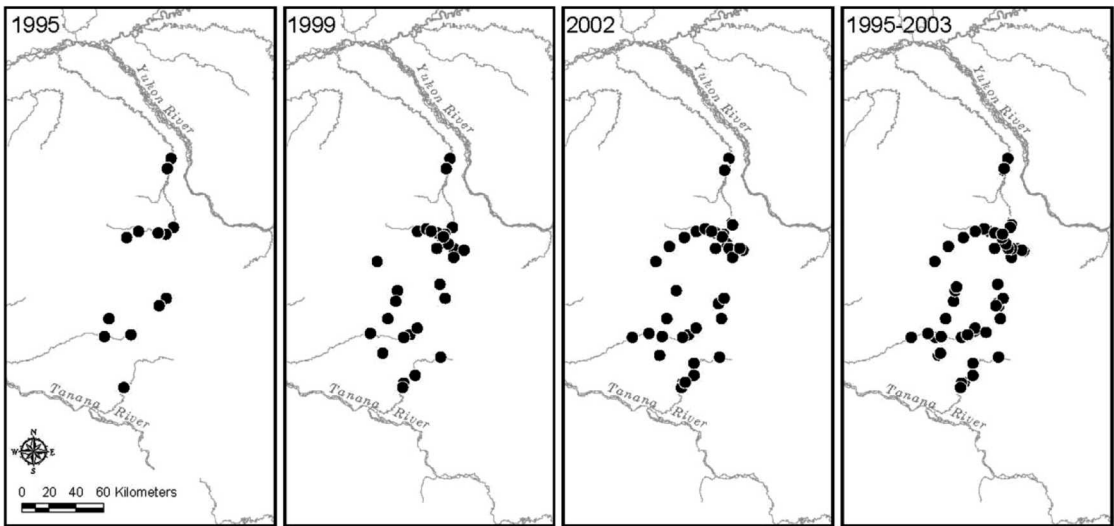 1995
1999
2002
1995-2003
Yukon River
Yukon River
Yukon River
Yukon River
Tanana River
Tanana River
Tanana River
Tanana River
N
W E
S
0 20 40 60 Kilometers